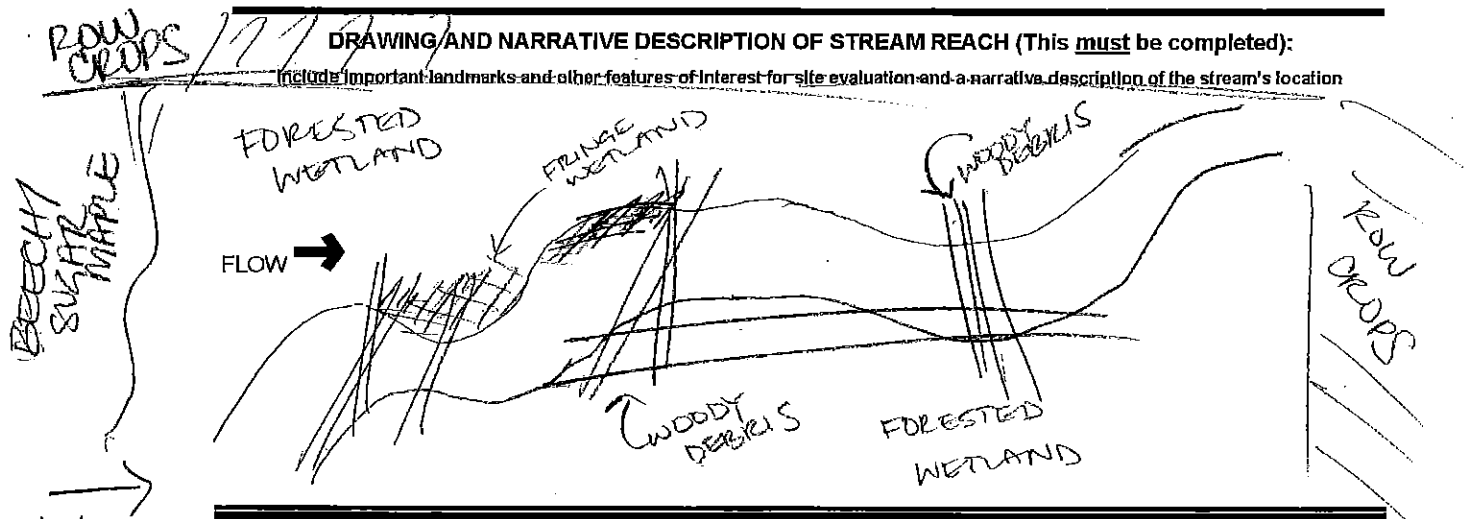 ROW
CROPS
DRAWING AND NARRATIVE DESCRIPTION OF STREAM REACH (This must be completed):
Include important landmarks and other features of interest for site evaluation and a narrative description of the stream's location
FORESTED
WETLAND
FRINGE
WETLAND
WOODY
DEBRIS
BEECH/
SUGAR
MAPLE
FLOW
ROW
CROPS
WOODY
DEBRIS
FORESTED
WETLAND